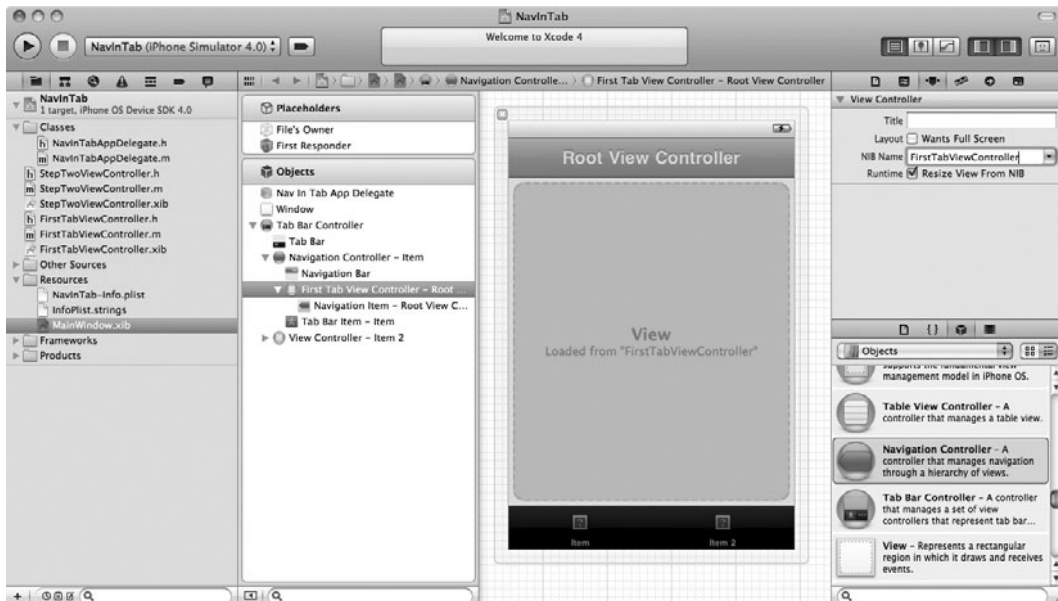 NavInTab
NavInTab (iPhone Simulator 4.0)
Welcome to Xcode 4
Navigation Controlle...
First Tab View Controller – Root View Controller
NavInTab
1 target, iPhone OS Device SDK 4.0
Classes
NavInTabAppDelegate.h
NavInTabAppDelegate.m
StepTwoViewController.h
StepTwoViewController.m
StepTwoViewController.xib
FirstTabViewController.h
FirstTabViewController.m
FirstTabViewController.xib
Other Sources
Resources
NavInTab-Info.plist
InfoPlist.strings
MainWindow.xib
Frameworks
Products
Placeholders
File's Owner
First Responder
Objects
Nav In Tab App Delegate
Window
Tab Bar Controller
Tab Bar
Navigation Controller – Item
Navigation Bar
First Tab View Controller – Root ...
Navigation Item – Root View C...
Tab Bar Item – Item
View Controller – Item 2
Root View Controller
View
Loaded from "FirstTabViewController"
Item
Item 2
View Controller
Title
Layout Wants Full Screen
NIB Name FirstTabViewController
Runtime Resize View From NIB
Objects
supports the fundamental view
management model in iPhone OS.
Table View Controller – A
controller that manages a table view.
Navigation Controller – A
controller that manages navigation
through a hierarchy of views.
Tab Bar Controller – A controller
that manages a set of view
controllers that represent tab bar...
View – Represents a rectangular
region in which it draws and receives
events.